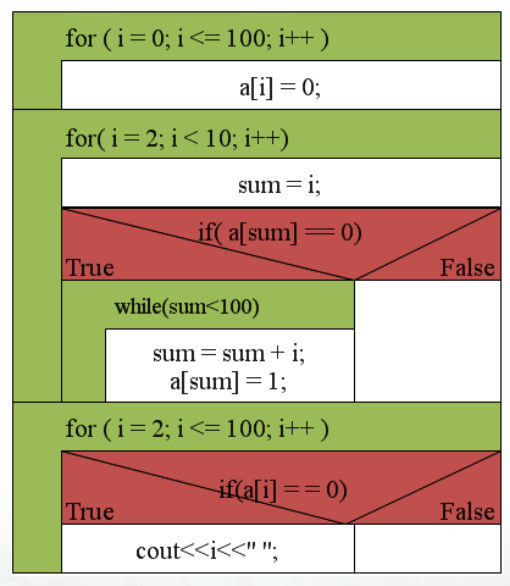 for ( i = 0; i <= 100; i++ )
a[i] = 0;
for( i = 2; i < 10; i++)
sum = i;
if( a[sum] == 0)
True
False
while(sum<100)
sum = sum + i;
a[sum] = 1;
for ( i = 2; i <= 100; i++ )
if(a[i] = = 0)
True
False
cout<<i<<" ";